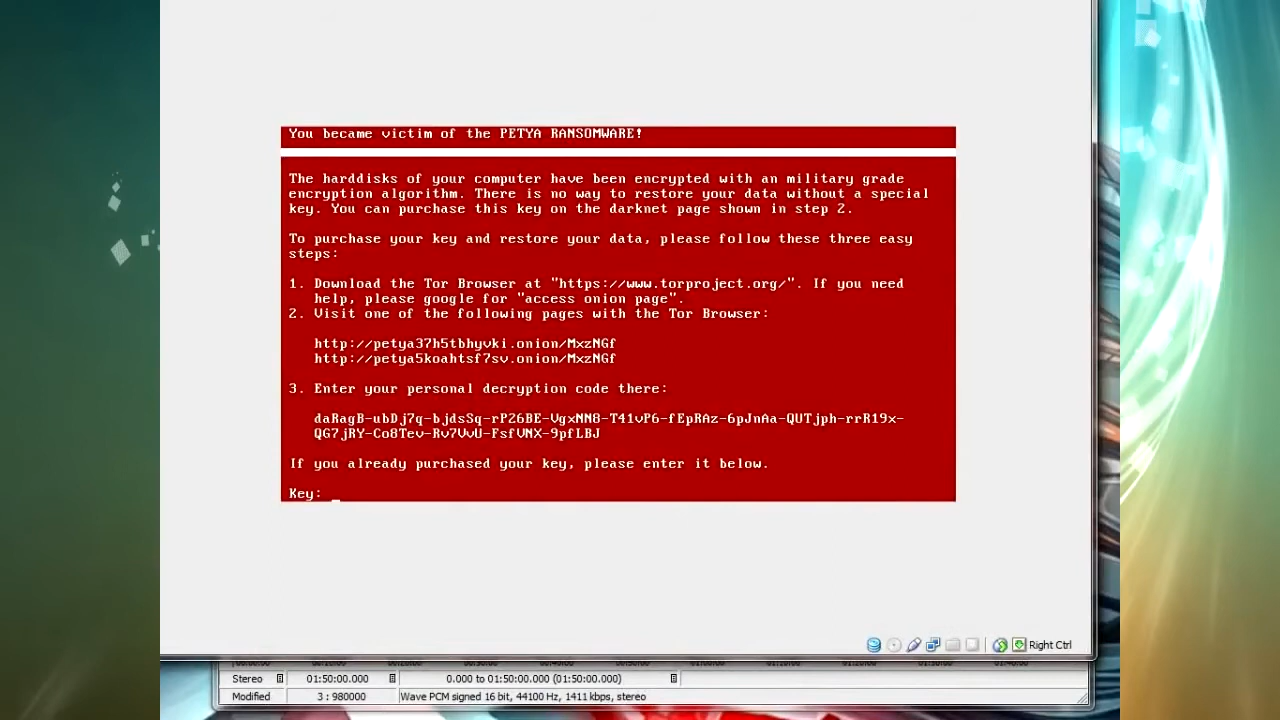 You became victim of the PETYA RANSOMWARE!
The harddisks of your computer have been encrypted with an military grade
encryption algorithm. There is no way to restore your data without a special
key. You can purchase this key on the darknet page shown in step 2.
To purchase your key and restore your data, please follow these three easy
steps:
1. Download the Tor Browser at "https://www.torproject.org/". If you need
help, please google for "access onion page".
2. Visit one of the following pages with the Tor Browser:
http://petya37h5tbhyvki.onion/MxzNGf
http://petya5koahtsf7sv.onion/MxzNGf
3. Enter your personal decryption code there:
daRagB-ubDj7q-bjdsSq-rP26BE-VgxNN8-T41vP6-fEpRAz-6pJnAa-QUTjph-rrR19x-
QG7jRY-Co8Tev-Rv7VvU-FsfVNX-9pfLBJ
If you already purchased your key, please enter it below.
Key: _
Right Ctrl
Stereo 01:50:00.000 0.000 to 01:50:00.000 (01:50:00.000)
Modified 3 : 980000 Wave PCM signed 16 bit, 44100 Hz, 1411 kbps, stereo